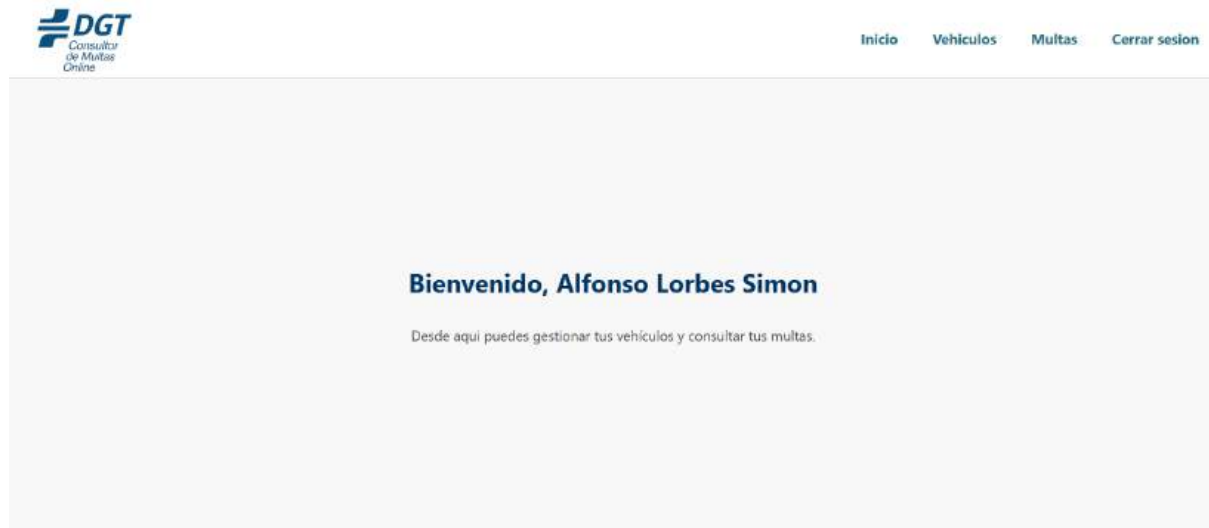 DGT
Consultor
de Multas
Online
Inicio Vehiculos Multas Cerrar sesion
Bienvenido, Alfonso Lorbes Simon
Desde aqui puedes gestionar tus vehículos y consultar tus multas.